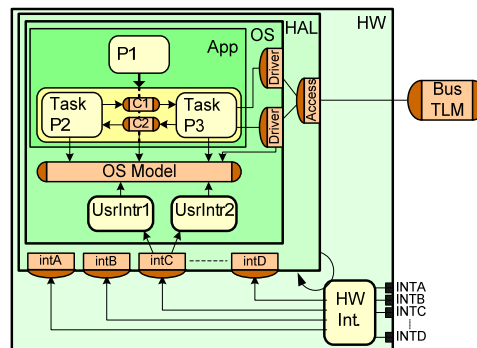 HW
HAL
OS
App
P1
Driver
Task
P2
C1
C2
Task
P3
Driver
Access
Bus
TLM
OS Model
UsrIntr1
UsrIntr2
intA
intB
intC
intD
HW
Int.
INTA
INTB
INTC
INTD